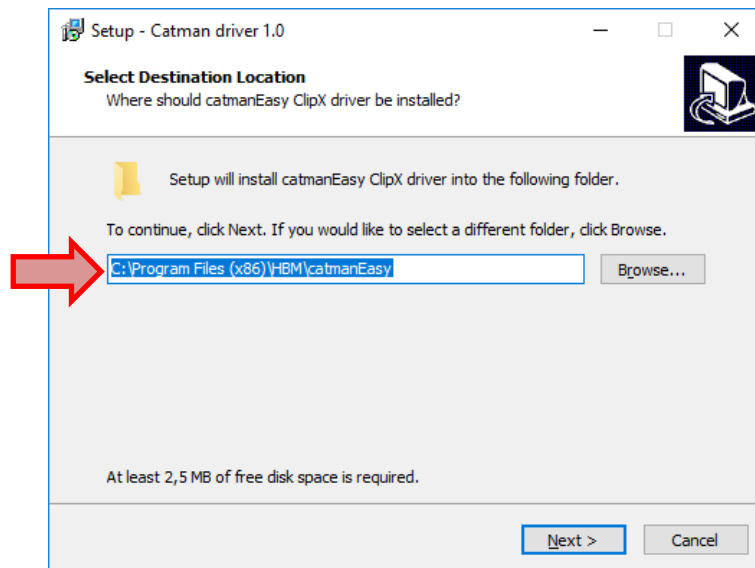 Setup - Catman driver 1.0
Select Destination Location
Where should catmanEasy ClipX driver be installed?
Setup will install catmanEasy ClipX driver into the following folder.
To continue, click Next. If you would like to select a different folder, click Browse.
C:\Program Files (x86)\HBM\catmanEasy
Browse...
At least 2,5 MB of free disk space is required.
Next >
Cancel